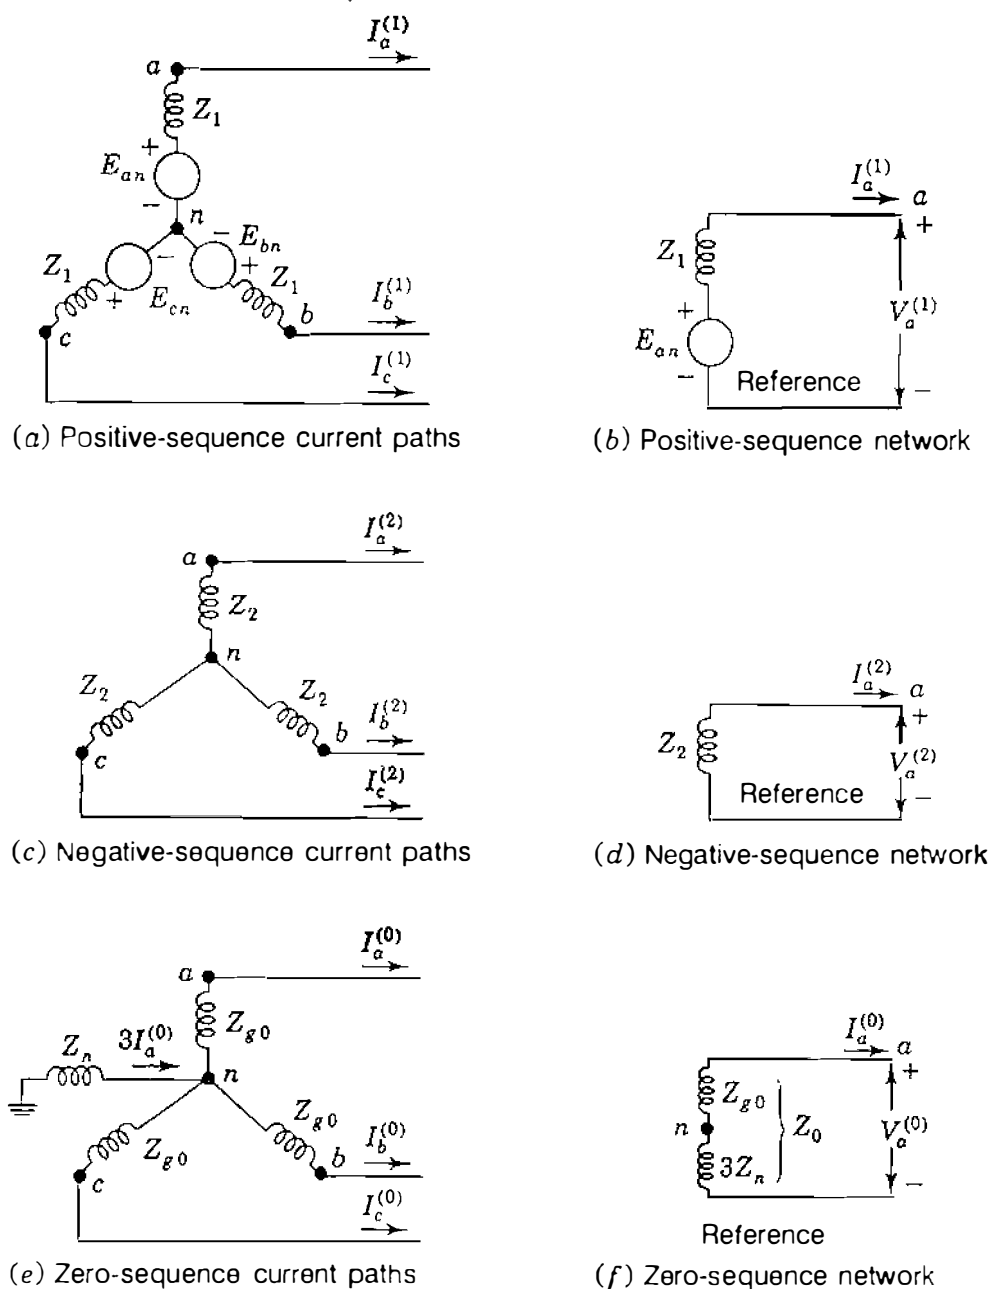 I_a^(1)
a
Z_1
+
E_an
−
n
− E_bn
+
Z_1
−
+
E_cn
Z_1
b
I_b^(1)
c
I_c^(1)
(a) Positive-sequence current paths
I_a^(1)
a
+
Z_1
+
E_an
−
V_a^(1)
Reference
−
(b) Positive-sequence network
I_a^(2)
a
Z_2
n
Z_2
Z_2
b
I_b^(2)
c
I_c^(2)
(c) Negative-sequence current paths
I_a^(2)
a
+
Z_2
V_a^(2)
Reference
−
(d) Negative-sequence network
I_a^(0)
a
Z_g0
Z_n
3I_a^(0)
n
Z_g0
Z_g0
b
I_b^(0)
c
I_c^(0)
(e) Zero-sequence current paths
I_a^(0)
a
+
Z_g0
n
Z_0
V_a^(0)
3Z_n
−
Reference
(f) Zero-sequence network